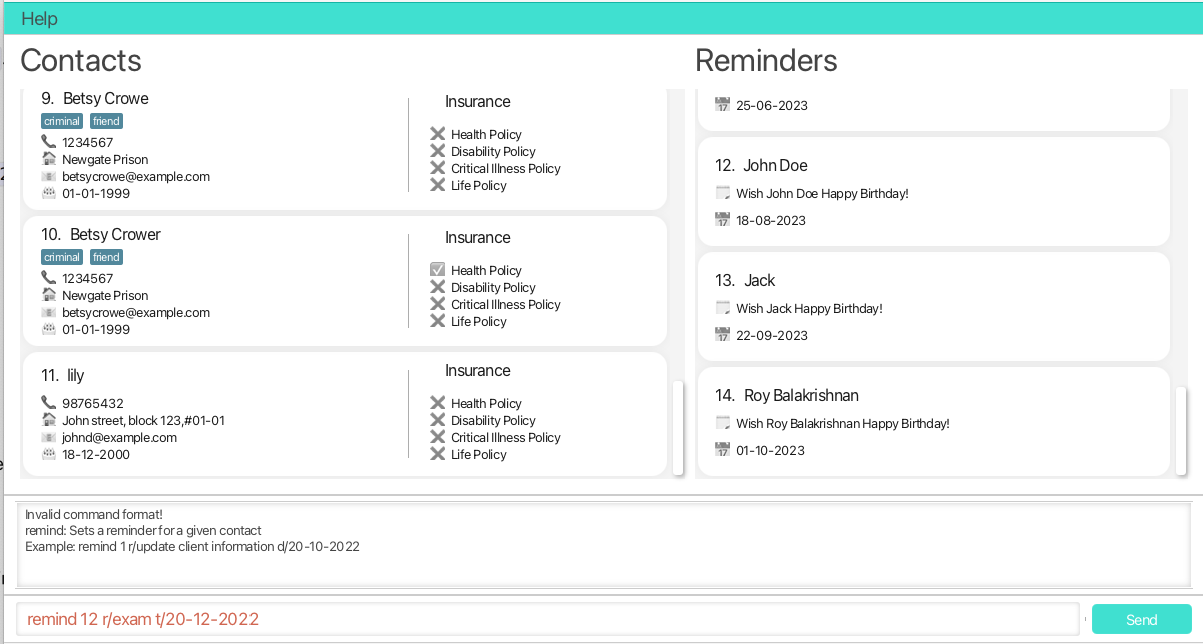 Help
Contacts
9. Betsy Crowe
criminal friend
1234567
Newgate Prison
betsycrowe@example.com
01-01-1999
Insurance
Health Policy
Disability Policy
Critical Illness Policy
Life Policy
10. Betsy Crower
criminal friend
1234567
Newgate Prison
betsycrowe@example.com
01-01-1999
Insurance
Health Policy
Disability Policy
Critical Illness Policy
Life Policy
11. lily
98765432
John street, block 123,#01-01
johnd@example.com
18-12-2000
Insurance
Health Policy
Disability Policy
Critical Illness Policy
Life Policy
Reminders
25-06-2023
12. John Doe
Wish John Doe Happy Birthday!
18-08-2023
13. Jack
Wish Jack Happy Birthday!
22-09-2023
14. Roy Balakrishnan
Wish Roy Balakrishnan Happy Birthday!
01-10-2023
Invalid command format!
remind: Sets a reminder for a given contact
Example: remind 1 r/update client information d/20-10-2022
remind 12 r/exam t/20-12-2022
Send